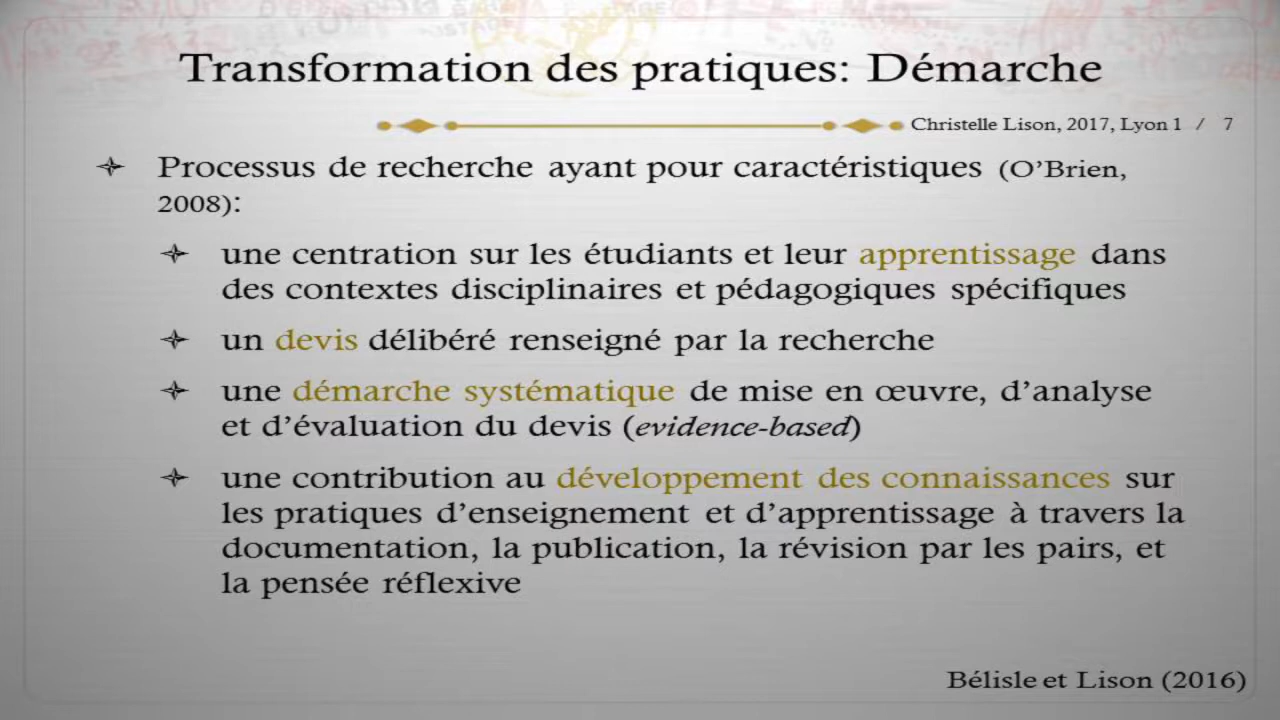 Transformation des pratiques: Démarche
Christelle Lison, 2017, Lyon 1 / 7
Processus de recherche ayant pour caractéristiques (O’Brien,
2008):
une centration sur les étudiants et leur apprentissage dans
des contextes disciplinaires et pédagogiques spécifiques
un devis délibéré renseigné par la recherche
une démarche systématique de mise en œuvre, d’analyse
et d’évaluation du devis (evidence-based)
une contribution au développement des connaissances sur
les pratiques d’enseignement et d’apprentissage à travers la
documentation, la publication, la révision par les pairs, et
la pensée réflexive
Bélisle et Lison (2016)